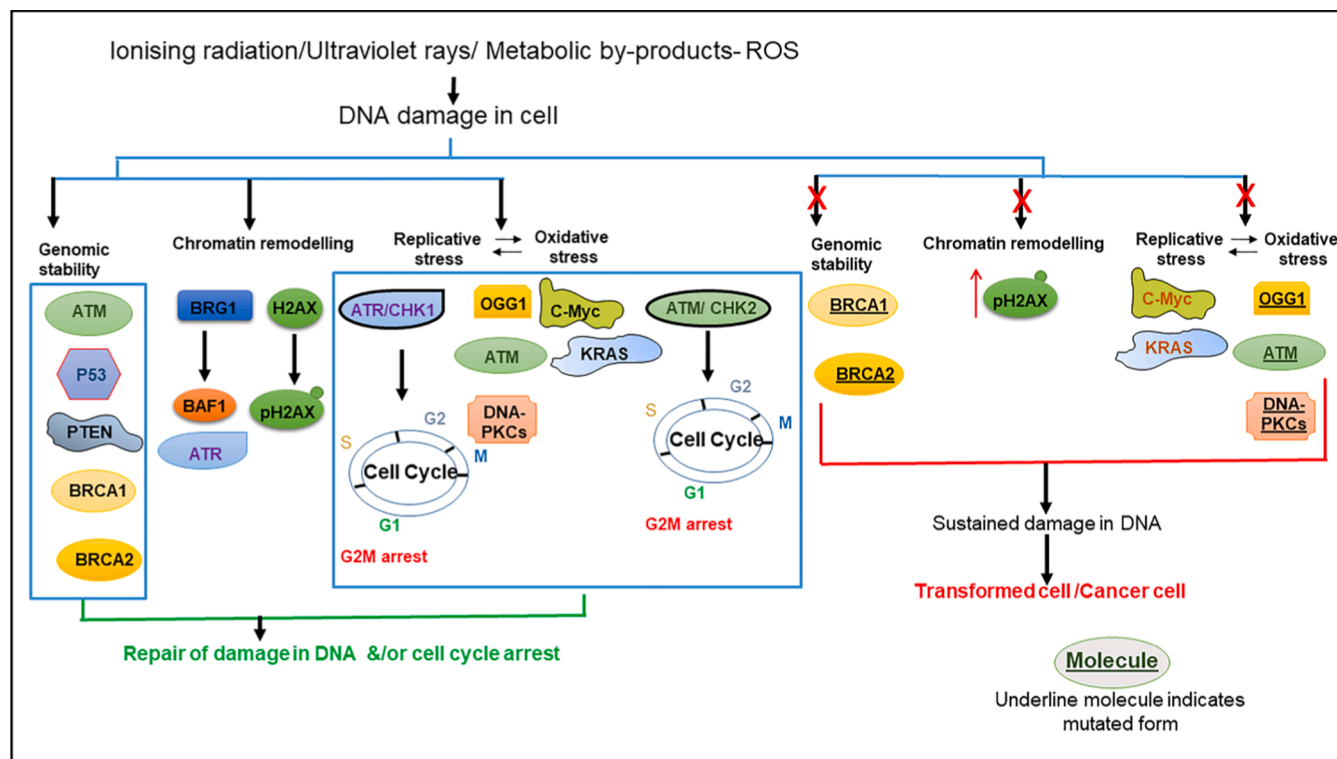 Ionising radiation/Ultraviolet rays/ Metabolic by-products- ROS
DNA damage in cell
Genomic
stability
ATM
P53
PTEN
BRCA1
BRCA2
Chromatin remodelling
BRG1
H2AX
BAF1
pH2AX
ATR
Replicative
stress
Oxidative
stress
ATR/CHK1
OGG1
C-Myc
ATM/ CHK2
ATM
KRAS
DNA-
PKCs
S
G2
M
Cell Cycle
G1
G2M arrest
S
G2
M
Cell Cycle
G1
G2M arrest
Repair of damage in DNA &/or cell cycle arrest
X
X
X
Genomic
stability
BRCA1
BRCA2
Chromatin remodelling
pH2AX
Replicative
stress
Oxidative
stress
C-Myc
OGG1
KRAS
ATM
DNA-
PKCs
Sustained damage in DNA
Transformed cell /Cancer cell
Molecule
Underline molecule indicates
mutated form